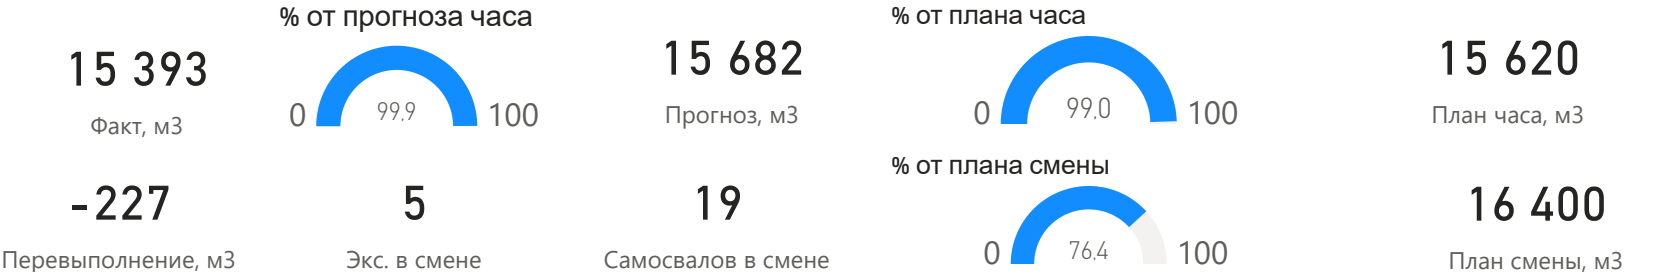 % от прогноза часа
% от плана часа
15 393
Факт, м3
0
99,9
100
15 682
Прогноз, м3
0
99,0
100
15 620
План часа, м3
-227
Перевыполнение, м3
5
Экс. в смене
19
Самосвалов в смене
% от плана смены
0
76,4
100
16 400
План смены, м3